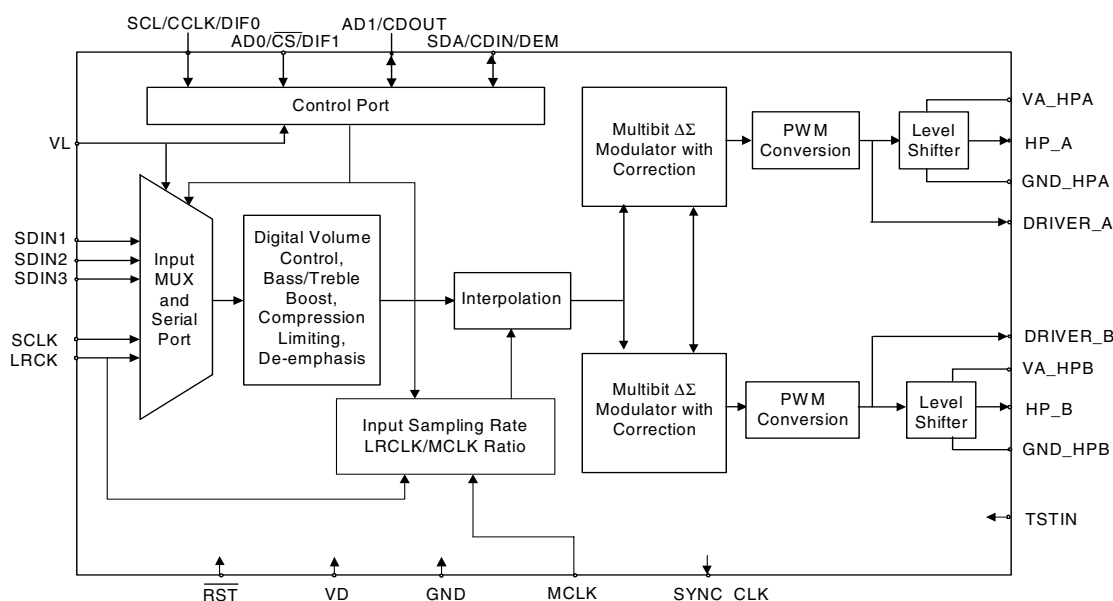 SCL/CCLK/DIF0
AD0/CS/DIF1
AD1/CDOUT
SDA/CDIN/DEM
Control Port
VL
SDIN1
SDIN2
SDIN3
SCLK
LRCK
Input
MUX
and
Serial
Port
Digital Volume
Control,
Bass/Treble
Boost,
Compression
Limiting,
De-emphasis
Interpolation
Input Sampling Rate
LRCLK/MCLK Ratio
Multibit ΔΣ
Modulator with
Correction
PWM
Conversion
Level
Shifter
VA_HPA
HP_A
GND_HPA
DRIVER_A
Multibit ΔΣ
Modulator with
Correction
PWM
Conversion
Level
Shifter
DRIVER_B
VA_HPB
HP_B
GND_HPB
TSTIN
RST
VD
GND
MCLK
SYNC CLK